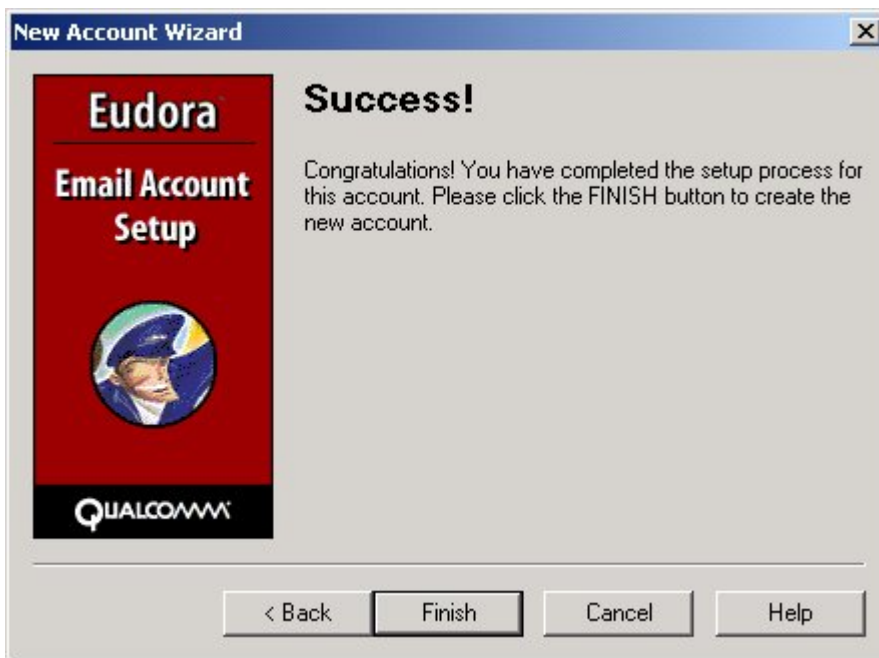 New Account Wizard
Eudora
Email Account
Setup
QUALCOMM
Success!
Congratulations! You have completed the setup process for
this account. Please click the FINISH button to create the
new account.
< Back
Finish
Cancel
Help